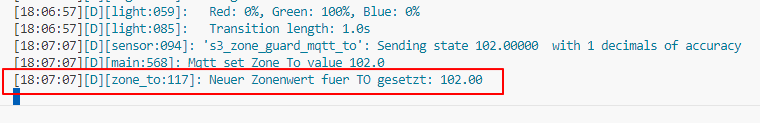 [18:06:57][D][light:059]:   Red: 0%, Green: 100%, Blue: 0%
[18:06:57][D][light:085]:   Transition length: 1.0s
[18:07:07][D][sensor:094]: 's3_zone_guard_mqtt_to': Sending state 102.00000  with 1 decimals of accuracy
[18:07:07][D][main:568]: Mqtt set Zone To value 102.0
[18:07:07][D][zone_to:117]: Neuer Zonenwert fuer TO gesetzt: 102.00